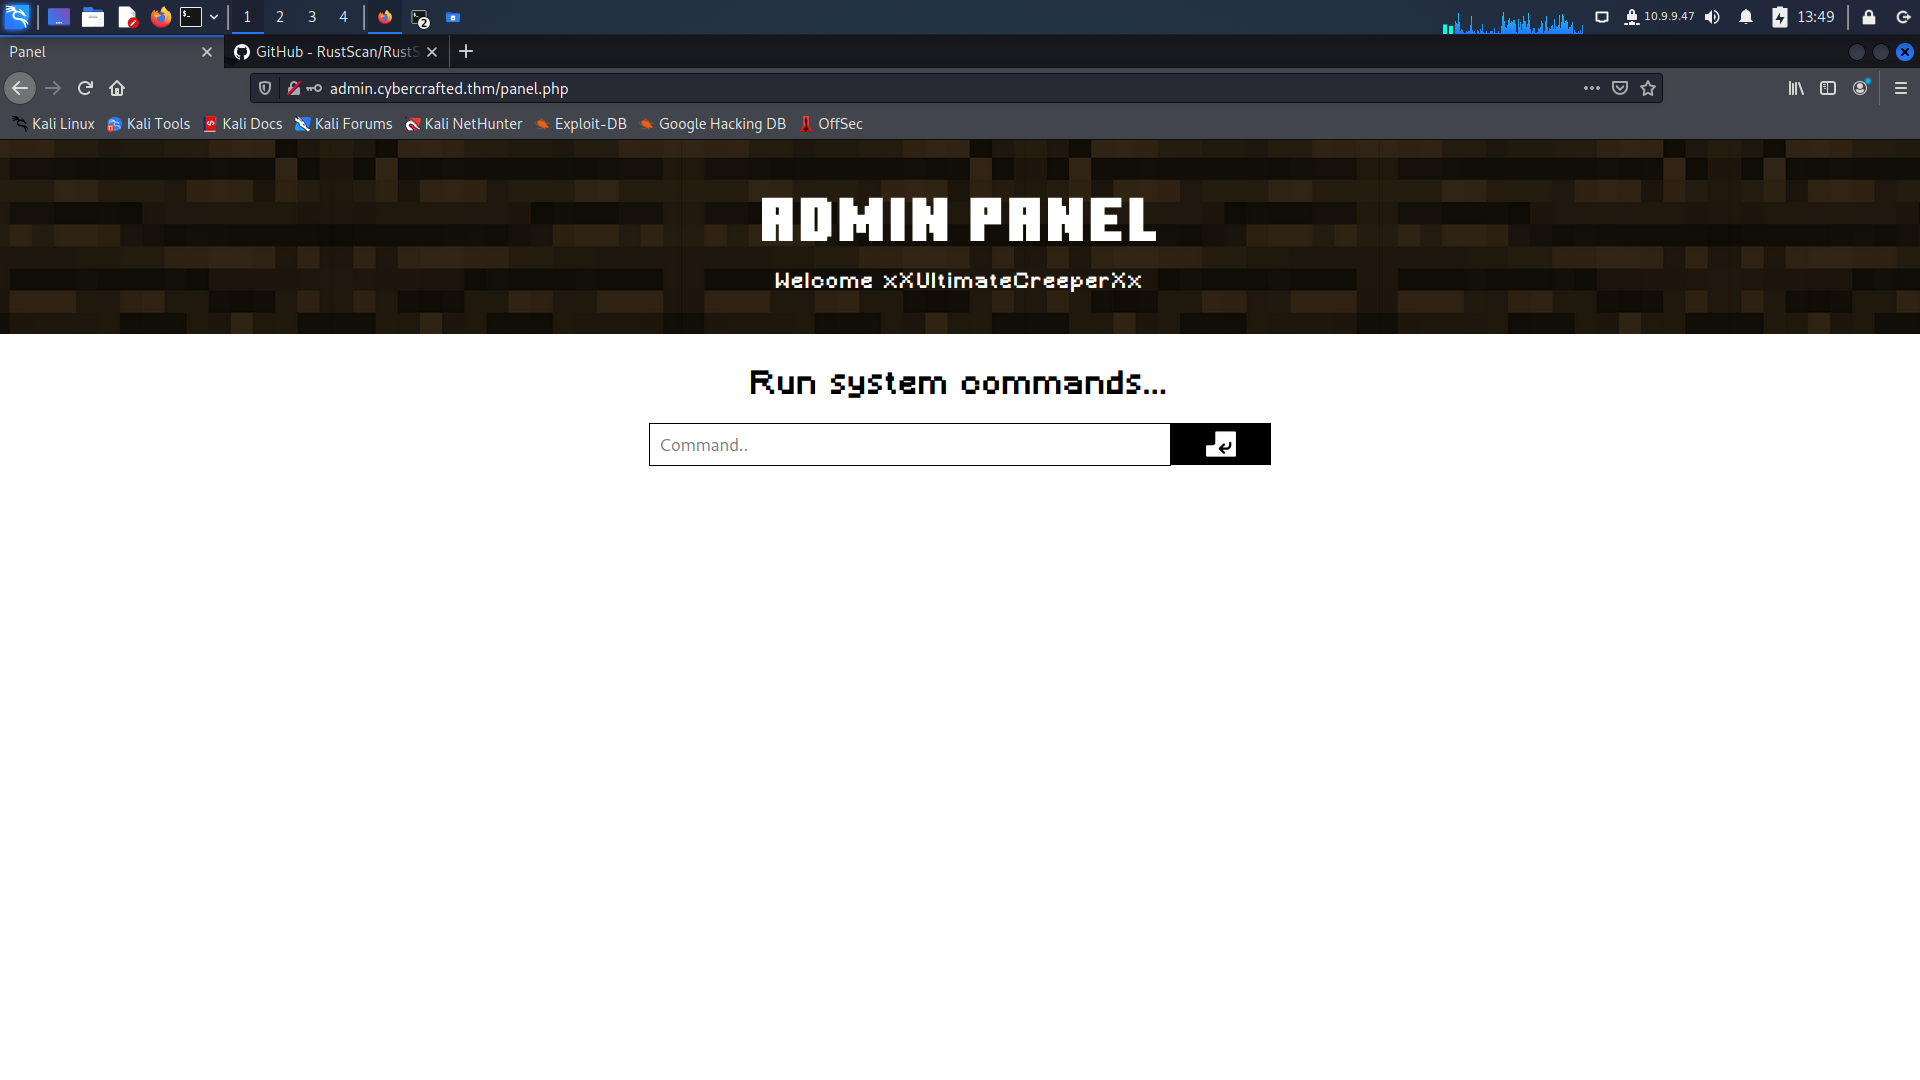 1 2 3 4 2 10.9.9.47 13:49
Panel GitHub - RustScan/RustS
admin.cybercrafted.thm/panel.php
Kali Linux Kali Tools Kali Docs Kali Forums Kali NetHunter Exploit-DB Google Hacking DB OffSec
ADMIN PANEL
Welcome xXUltimateCreeperXx
Run system commands...
Command..